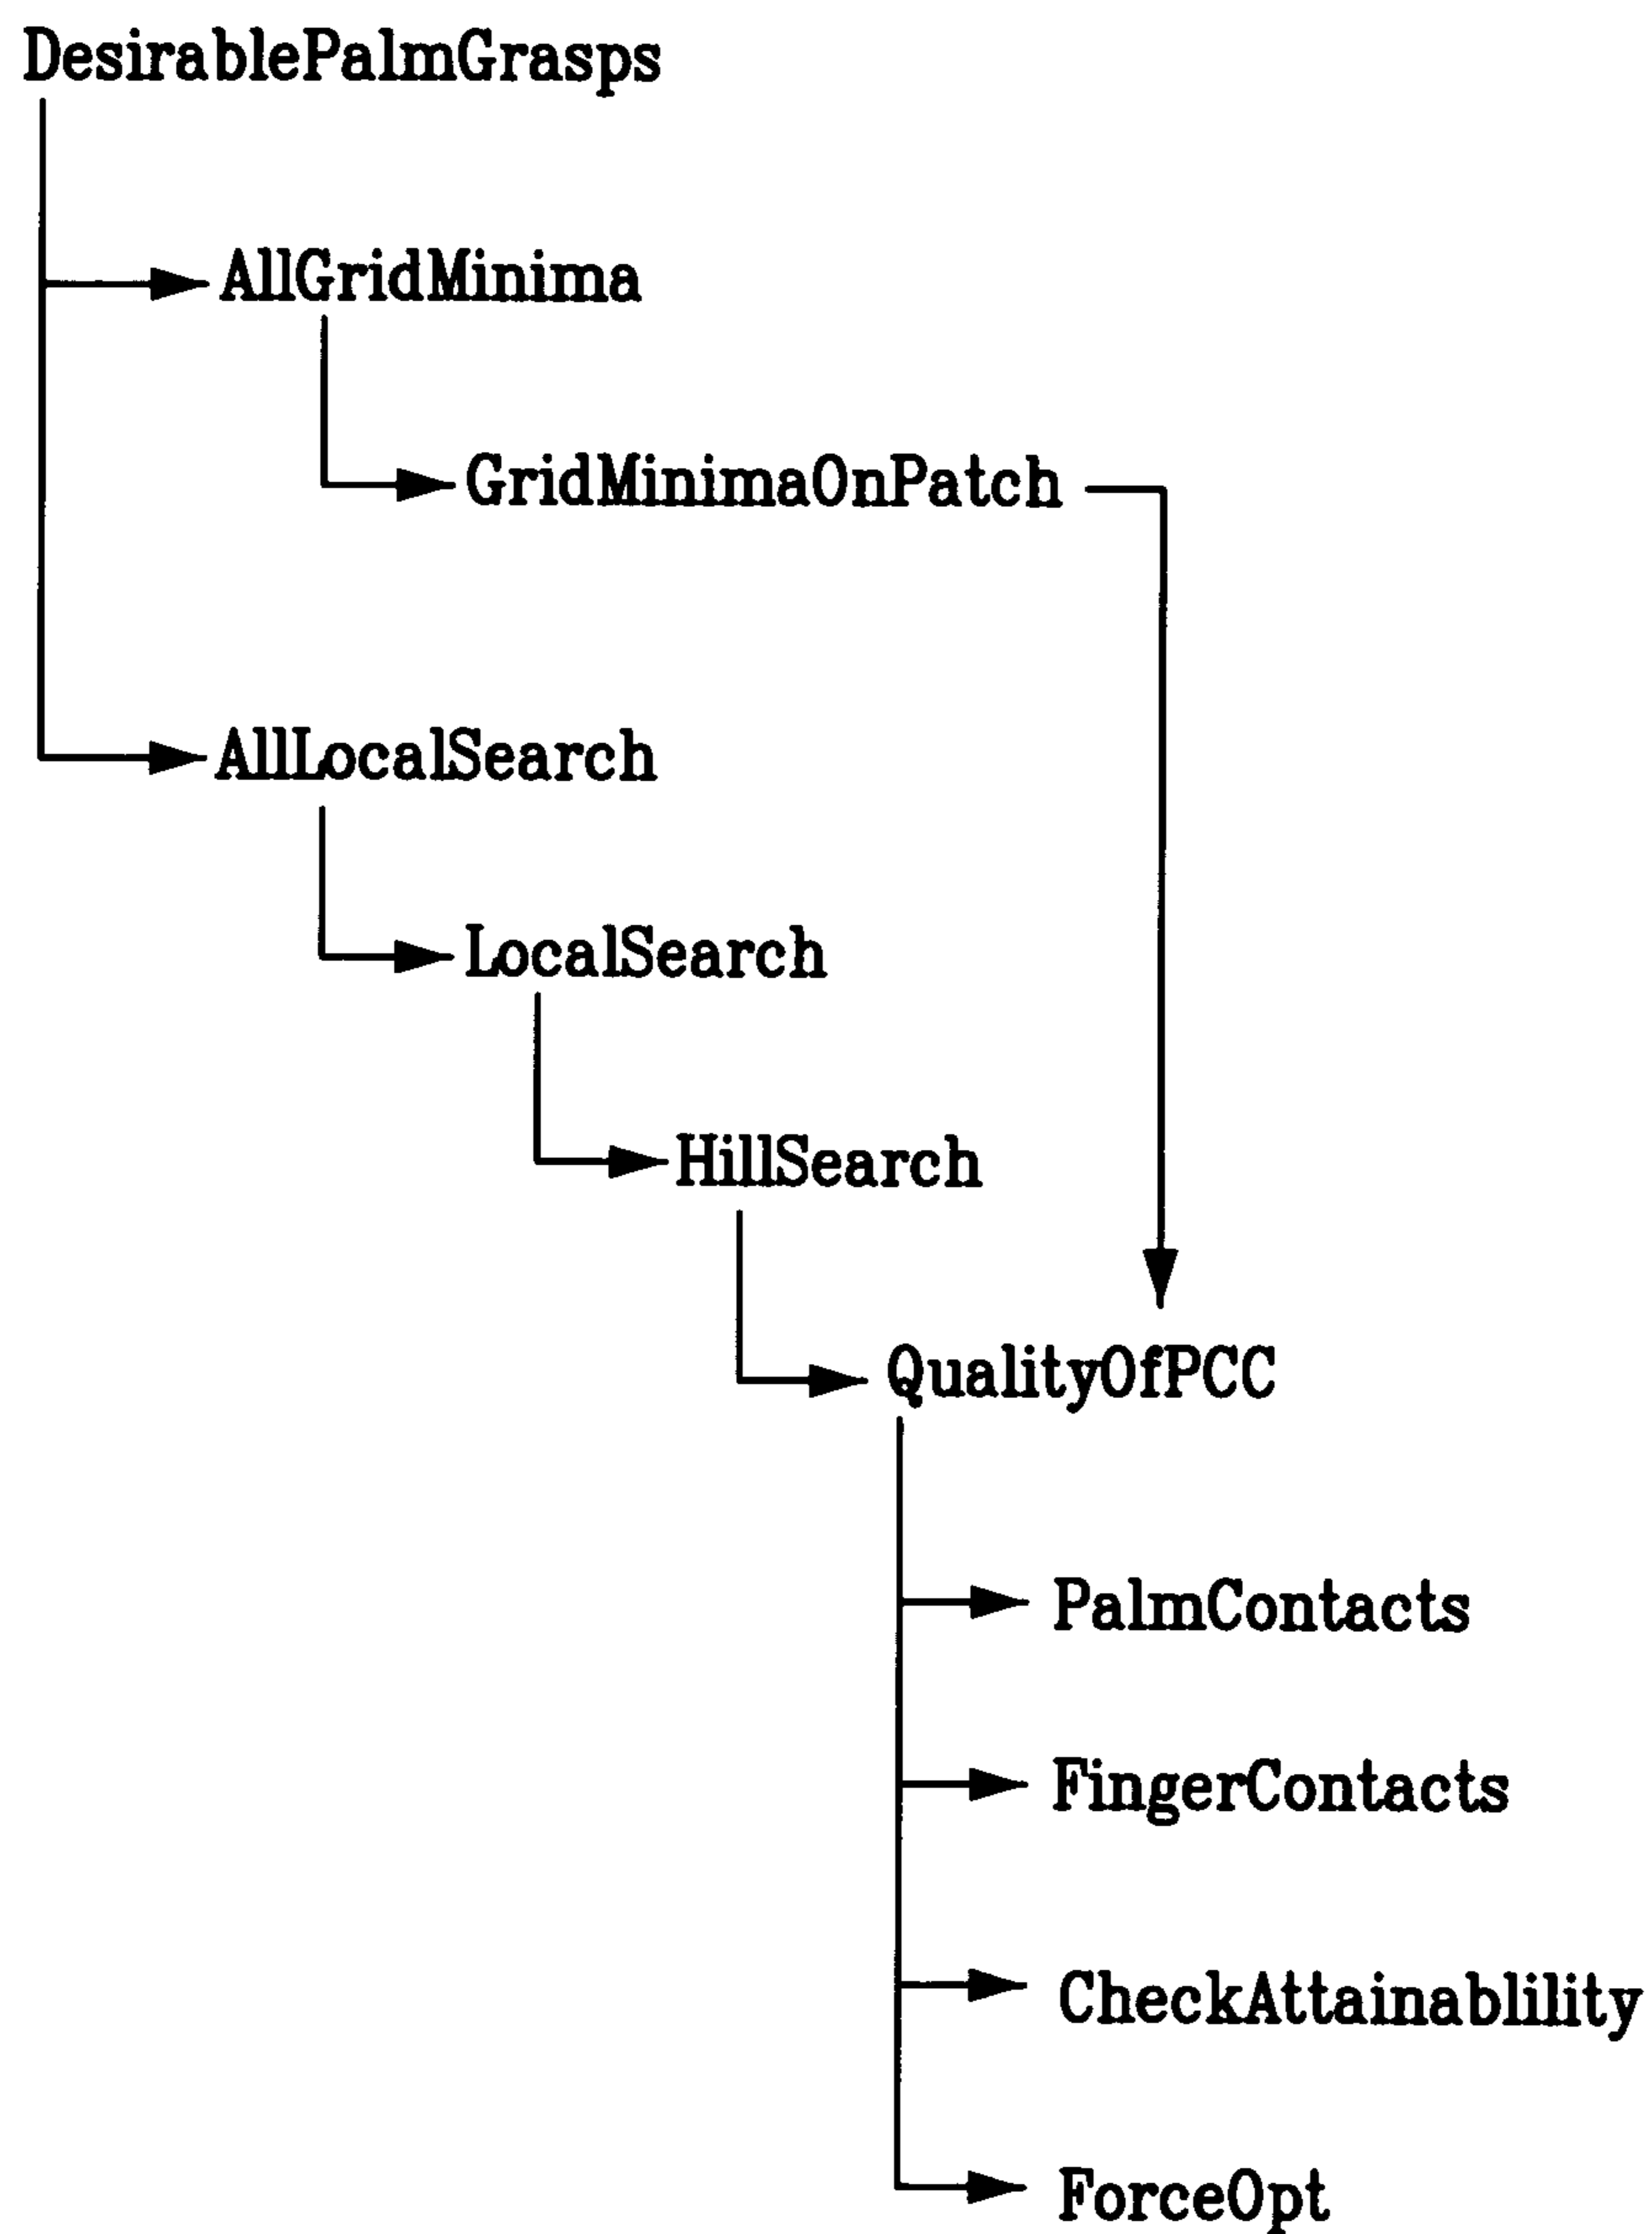 DesirablePalmGrasps
AllGridMinima
GridMinimaOnPatch
AllLocalSearch
LocalSearch
HillSearch
QualityOfPCC
PalmContacts
FingerContacts
CheckAttainablility
ForceOpt